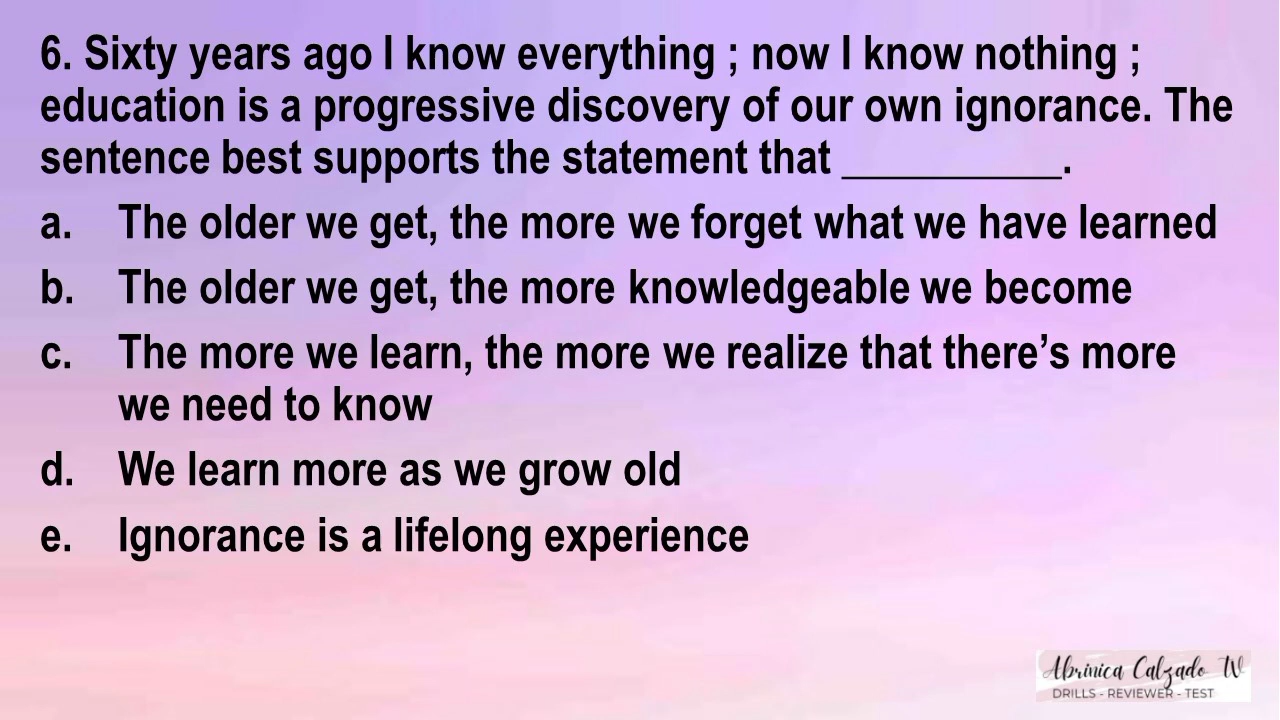 6. Sixty years ago I know everything ; now I know nothing ;
education is a progressive discovery of our own ignorance. The
sentence best supports the statement that __________.
a. The older we get, the more we forget what we have learned
b. The older we get, the more knowledgeable we become
c. The more we learn, the more we realize that there’s more
we need to know
d. We learn more as we grow old
e. Ignorance is a lifelong experience
Abrinica Calzado TV
DRILLS - REVIEWER - TEST